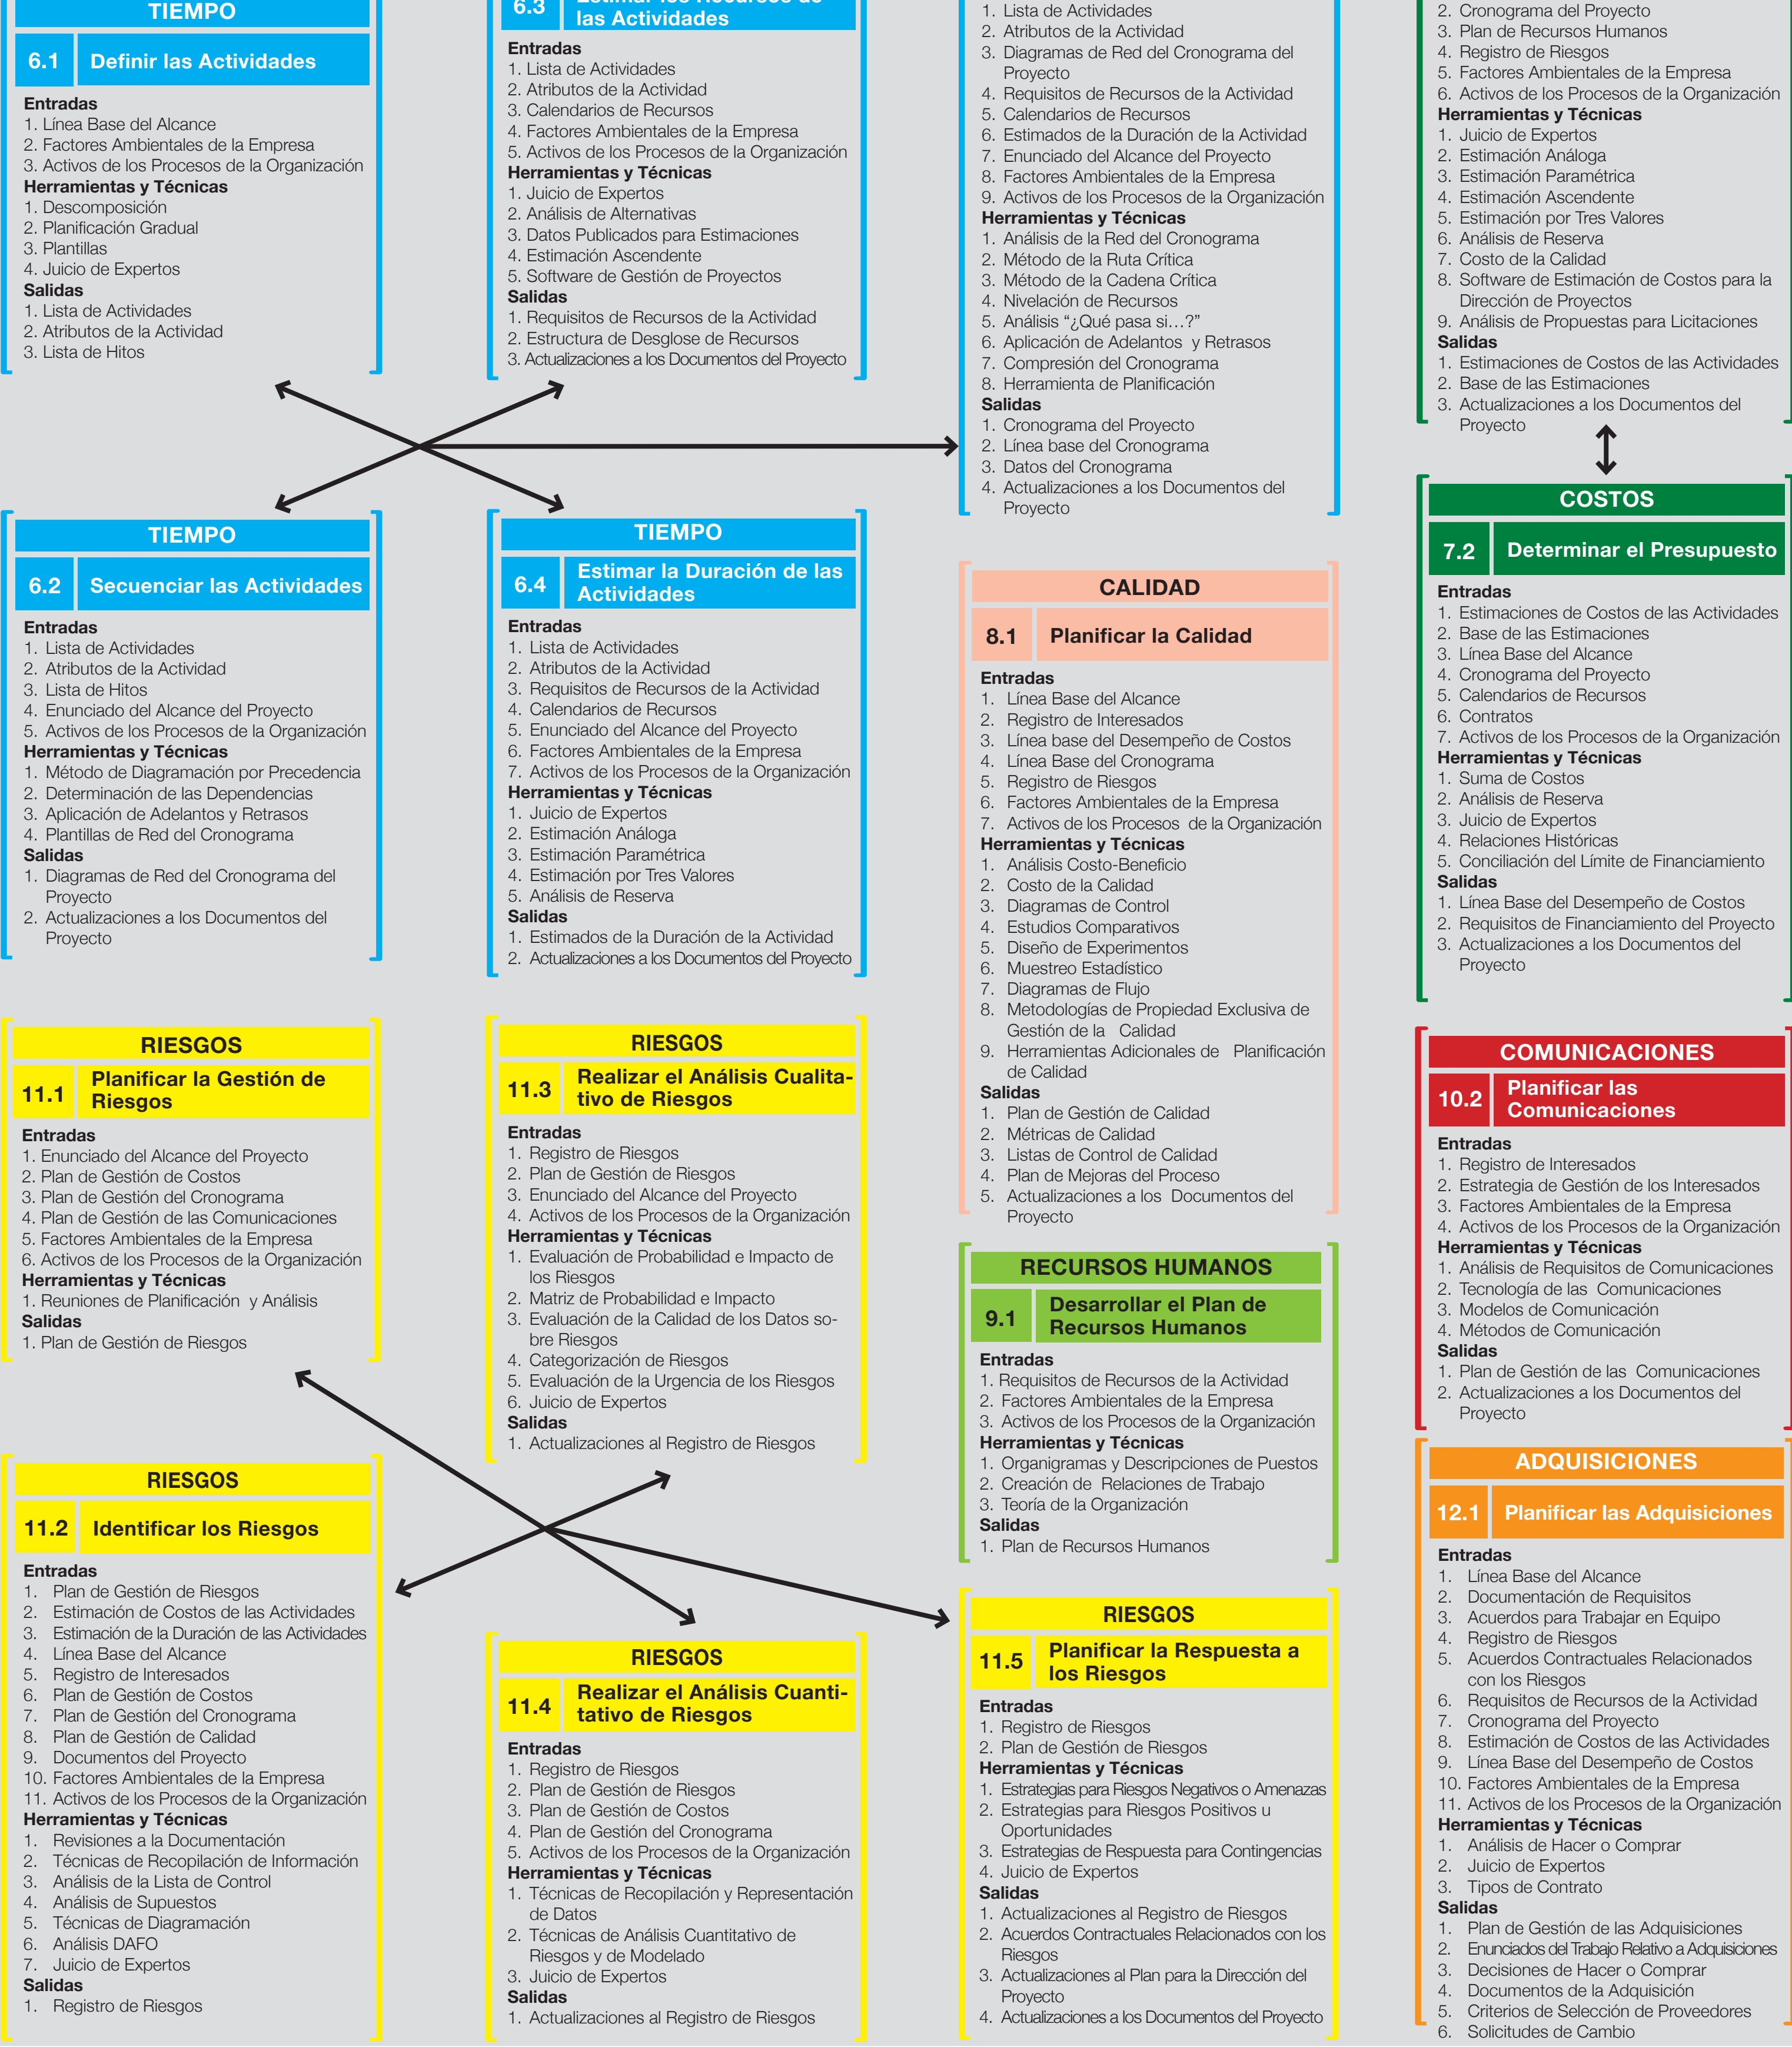 TIEMPO
6.1 Definir las Actividades
Entradas
1. Línea Base del Alcance
2. Factores Ambientales de la Empresa
3. Activos de los Procesos de la Organización
Herramientas y Técnicas
1. Descomposición
2. Planificación Gradual
3. Plantillas
4. Juicio de Expertos
Salidas
1. Lista de Actividades
2. Atributos de la Actividad
3. Lista de Hitos
TIEMPO
6.2 Secuenciar las Actividades
Entradas
1. Lista de Actividades
2. Atributos de la Actividad
3. Lista de Hitos
4. Enunciado del Alcance del Proyecto
5. Activos de los Procesos de la Organización
Herramientas y Técnicas
1. Método de Diagramación por Precedencia
2. Determinación de las Dependencias
3. Aplicación de Adelantos y Retrasos
4. Plantillas de Red del Cronograma
Salidas
1. Diagramas de Red del Cronograma del
Proyecto
2. Actualizaciones a los Documentos del
Proyecto
RIESGOS
11.1 Planificar la Gestión de
Riesgos
Entradas
1. Enunciado del Alcance del Proyecto
2. Plan de Gestión de Costos
3. Plan de Gestión del Cronograma
4. Plan de Gestión de las Comunicaciones
5. Factores Ambientales de la Empresa
6. Activos de los Procesos de la Organización
Herramientas y Técnicas
1. Reuniones de Planificación y Análisis
Salidas
1. Plan de Gestión de Riesgos
RIESGOS
11.2 Identificar los Riesgos
Entradas
1. Plan de Gestión de Riesgos
2. Estimación de Costos de las Actividades
3. Estimación de la Duración de las Actividades
4. Línea Base del Alcance
5. Registro de Interesados
6. Plan de Gestión de Costos
7. Plan de Gestión del Cronograma
8. Plan de Gestión de Calidad
9. Documentos del Proyecto
10. Factores Ambientales de la Empresa
11. Activos de los Procesos de la Organización
Herramientas y Técnicas
1. Revisiones a la Documentación
2. Técnicas de Recopilación de Información
3. Análisis de la Lista de Control
4. Análisis de Supuestos
5. Técnicas de Diagramación
6. Análisis DAFO
7. Juicio de Expertos
Salidas
1. Registro de Riesgos
6.3 Estimar los Recursos de
las Actividades
Entradas
1. Lista de Actividades
2. Atributos de la Actividad
3. Calendarios de Recursos
4. Factores Ambientales de la Empresa
5. Activos de los Procesos de la Organización
Herramientas y Técnicas
1. Juicio de Expertos
2. Análisis de Alternativas
3. Datos Publicados para Estimaciones
4. Estimación Ascendente
5. Software de Gestión de Proyectos
Salidas
1. Requisitos de Recursos de la Actividad
2. Estructura de Desglose de Recursos
3. Actualizaciones a los Documentos del Proyecto
TIEMPO
6.4 Estimar la Duración de las
Actividades
Entradas
1. Lista de Actividades
2. Atributos de la Actividad
3. Requisitos de Recursos de la Actividad
4. Calendarios de Recursos
5. Enunciado del Alcance del Proyecto
6. Factores Ambientales de la Empresa
7. Activos de los Procesos de la Organización
Herramientas y Técnicas
1. Juicio de Expertos
2. Estimación Análoga
3. Estimación Paramétrica
4. Estimación por Tres Valores
5. Análisis de Reserva
Salidas
1. Estimados de la Duración de la Actividad
2. Actualizaciones a los Documentos del Proyecto
RIESGOS
11.3 Realizar el Análisis Cualita-
tivo de Riesgos
Entradas
1. Registro de Riesgos
2. Plan de Gestión de Riesgos
3. Enunciado del Alcance del Proyecto
4. Activos de los Procesos de la Organización
Herramientas y Técnicas
1. Evaluación de Probabilidad e Impacto de
los Riesgos
2. Matriz de Probabilidad e Impacto
3. Evaluación de la Calidad de los Datos so-
bre Riesgos
4. Categorización de Riesgos
5. Evaluación de la Urgencia de los Riesgos
6. Juicio de Expertos
Salidas
1. Actualizaciones al Registro de Riesgos
RIESGOS
11.4 Realizar el Análisis Cuanti-
tativo de Riesgos
Entradas
1. Registro de Riesgos
2. Plan de Gestión de Riesgos
3. Plan de Gestión de Costos
4. Plan de Gestión del Cronograma
5. Activos de los Procesos de la Organización
Herramientas y Técnicas
1. Técnicas de Recopilación y Representación
de Datos
2. Técnicas de Análisis Cuantitativo de
Riesgos y de Modelado
3. Juicio de Expertos
Salidas
1. Actualizaciones al Registro de Riesgos
1. Lista de Actividades
2. Atributos de la Actividad
3. Diagramas de Red del Cronograma del
Proyecto
4. Requisitos de Recursos de la Actividad
5. Calendarios de Recursos
6. Estimados de la Duración de la Actividad
7. Enunciado del Alcance del Proyecto
8. Factores Ambientales de la Empresa
9. Activos de los Procesos de la Organización
Herramientas y Técnicas
1. Análisis de la Red del Cronograma
2. Método de la Ruta Crítica
3. Método de la Cadena Crítica
4. Nivelación de Recursos
5. Análisis “¿Qué pasa si…?”
6. Aplicación de Adelantos y Retrasos
7. Compresión del Cronograma
8. Herramienta de Planificación
Salidas
1. Cronograma del Proyecto
2. Línea base del Cronograma
3. Datos del Cronograma
4. Actualizaciones a los Documentos del
Proyecto
CALIDAD
8.1 Planificar la Calidad
Entradas
1. Línea Base del Alcance
2. Registro de Interesados
3. Línea base del Desempeño de Costos
4. Línea Base del Cronograma
5. Registro de Riesgos
6. Factores Ambientales de la Empresa
7. Activos de los Procesos de la Organización
Herramientas y Técnicas
1. Análisis Costo-Beneficio
2. Costo de la Calidad
3. Diagramas de Control
4. Estudios Comparativos
5. Diseño de Experimentos
6. Muestreo Estadístico
7. Diagramas de Flujo
8. Metodologías de Propiedad Exclusiva de
Gestión de la Calidad
9. Herramientas Adicionales de Planificación
de Calidad
Salidas
1. Plan de Gestión de Calidad
2. Métricas de Calidad
3. Listas de Control de Calidad
4. Plan de Mejoras del Proceso
5. Actualizaciones a los Documentos del
Proyecto
RECURSOS HUMANOS
9.1 Desarrollar el Plan de
Recursos Humanos
Entradas
1. Requisitos de Recursos de la Actividad
2. Factores Ambientales de la Empresa
3. Activos de los Procesos de la Organización
Herramientas y Técnicas
1. Organigramas y Descripciones de Puestos
2. Creación de Relaciones de Trabajo
3. Teoría de la Organización
Salidas
1. Plan de Recursos Humanos
RIESGOS
11.5 Planificar la Respuesta a
los Riesgos
Entradas
1. Registro de Riesgos
2. Plan de Gestión de Riesgos
Herramientas y Técnicas
1. Estrategias para Riesgos Negativos o Amenazas
2. Estrategias para Riesgos Positivos u
Oportunidades
3. Estrategias de Respuesta para Contingencias
4. Juicio de Expertos
Salidas
1. Actualizaciones al Registro de Riesgos
2. Acuerdos Contractuales Relacionados con los
Riesgos
3. Actualizaciones al Plan para la Dirección del
Proyecto
4. Actualizaciones a los Documentos del Proyecto
2. Cronograma del Proyecto
3. Plan de Recursos Humanos
4. Registro de Riesgos
5. Factores Ambientales de la Empresa
6. Activos de los Procesos de la Organización
Herramientas y Técnicas
1. Juicio de Expertos
2. Estimación Análoga
3. Estimación Paramétrica
4. Estimación Ascendente
5. Estimación por Tres Valores
6. Análisis de Reserva
7. Costo de la Calidad
8. Software de Estimación de Costos para la
Dirección de Proyectos
9. Análisis de Propuestas para Licitaciones
Salidas
1. Estimaciones de Costos de las Actividades
2. Base de las Estimaciones
3. Actualizaciones a los Documentos del
Proyecto
COSTOS
7.2 Determinar el Presupuesto
Entradas
1. Estimaciones de Costos de las Actividades
2. Base de las Estimaciones
3. Línea Base del Alcance
4. Cronograma del Proyecto
5. Calendarios de Recursos
6. Contratos
7. Activos de los Procesos de la Organización
Herramientas y Técnicas
1. Suma de Costos
2. Análisis de Reserva
3. Juicio de Expertos
4. Relaciones Históricas
5. Conciliación del Límite de Financiamiento
Salidas
1. Línea Base del Desempeño de Costos
2. Requisitos de Financiamiento del Proyecto
3. Actualizaciones a los Documentos del
Proyecto
COMUNICACIONES
10.2 Planificar las
Comunicaciones
Entradas
1. Registro de Interesados
2. Estrategia de Gestión de los Interesados
3. Factores Ambientales de la Empresa
4. Activos de los Procesos de la Organización
Herramientas y Técnicas
1. Análisis de Requisitos de Comunicaciones
2. Tecnología de las Comunicaciones
3. Modelos de Comunicación
4. Métodos de Comunicación
Salidas
1. Plan de Gestión de las Comunicaciones
2. Actualizaciones a los Documentos del
Proyecto
ADQUISICIONES
12.1 Planificar las Adquisiciones
Entradas
1. Línea Base del Alcance
2. Documentación de Requisitos
3. Acuerdos para Trabajar en Equipo
4. Registro de Riesgos
5. Acuerdos Contractuales Relacionados
con los Riesgos
6. Requisitos de Recursos de la Actividad
7. Cronograma del Proyecto
8. Estimación de Costos de las Actividades
9. Línea Base del Desempeño de Costos
10. Factores Ambientales de la Empresa
11. Activos de los Procesos de la Organización
Herramientas y Técnicas
1. Análisis de Hacer o Comprar
2. Juicio de Expertos
3. Tipos de Contrato
Salidas
1. Plan de Gestión de las Adquisiciones
2. Enunciados del Trabajo Relativo a Adquisiciones
3. Decisiones de Hacer o Comprar
4. Documentos de la Adquisición
5. Criterios de Selección de Proveedores
6. Solicitudes de Cambio